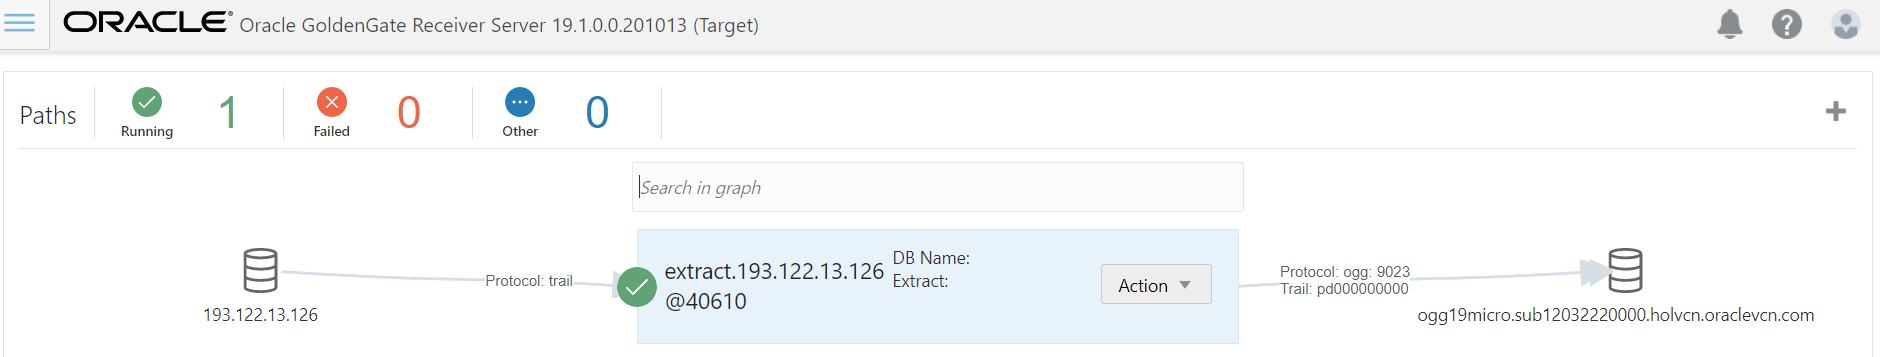 ORACLE® Oracle GoldenGate Receiver Server 19.1.0.0.201013 (Target)
Paths
Running
1
Failed
0
Other
0
Search in graph
193.122.13.126
Protocol: trail
extract.193.122.13.126
@40610
DB Name:
Extract:
Action
Protocol: ogg: 9023
Trail: pd000000000
ogg19micro.sub12032220000.holvcn.oraclevcn.com